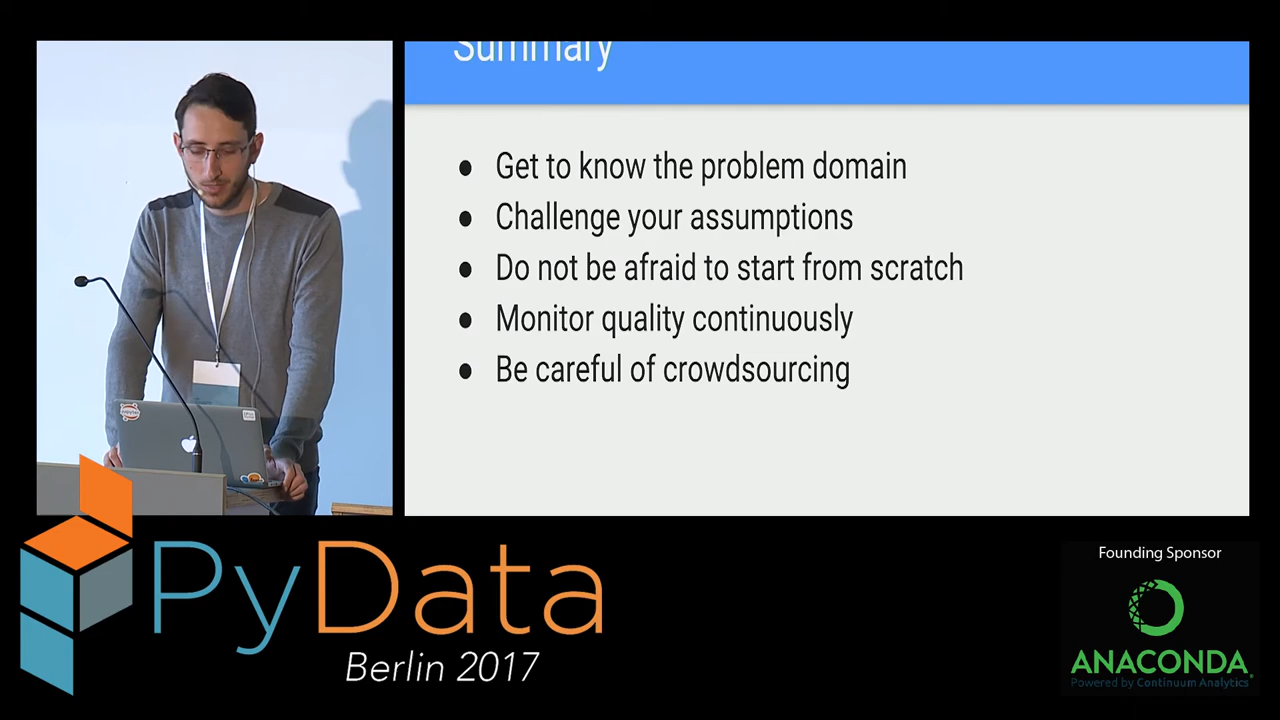 Summary
● Get to know the problem domain
● Challenge your assumptions
● Do not be afraid to start from scratch
● Monitor quality continuously
● Be careful of crowdsourcing
PyData
Berlin 2017
Founding Sponsor
ANACONDA
Powered by Continuum Analytics